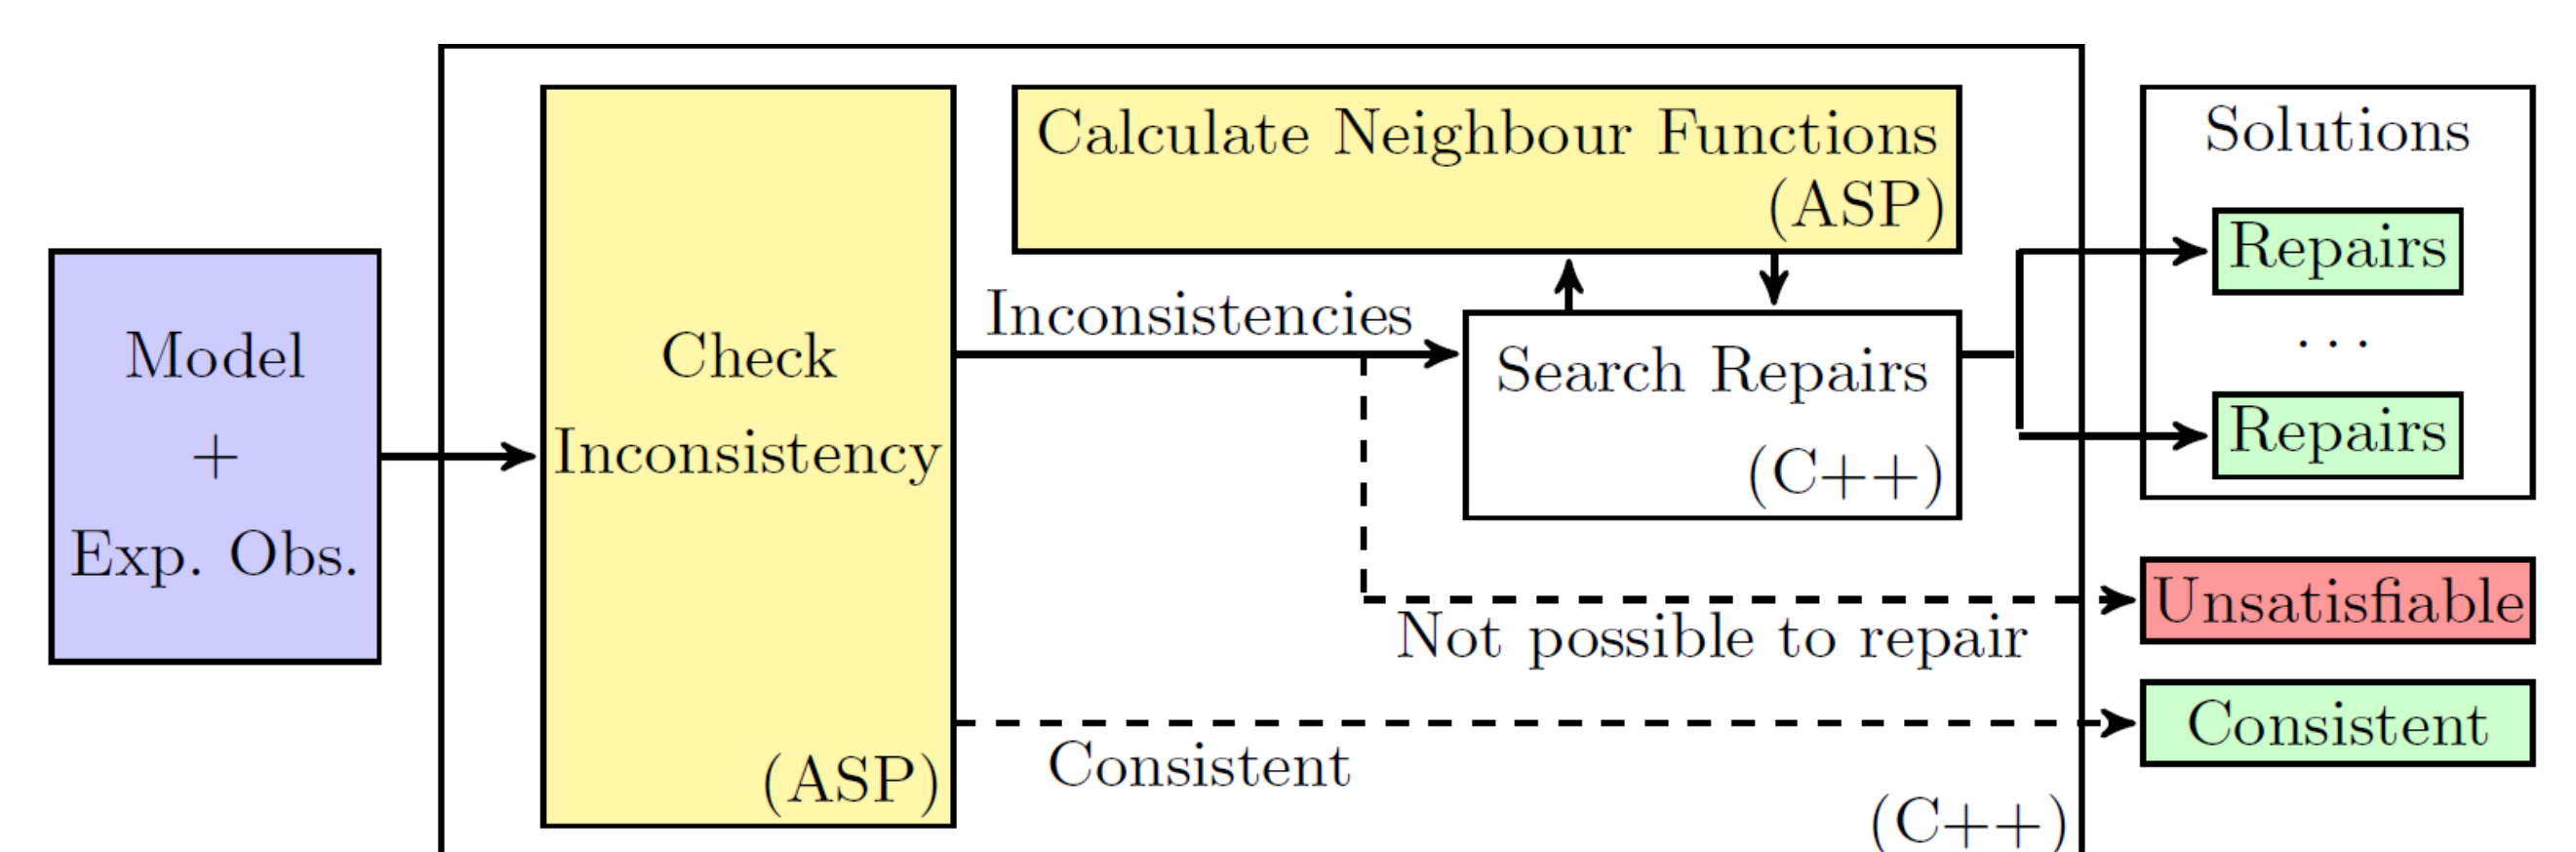 Model
+
Exp. Obs.
Check
Inconsistency
(ASP)
Calculate Neighbour Functions
(ASP)
Inconsistencies
Search Repairs
(C++)
Not possible to repair
Consistent
(C++)
Solutions
Repairs
...
Repairs
Unsatisfiable
Consistent